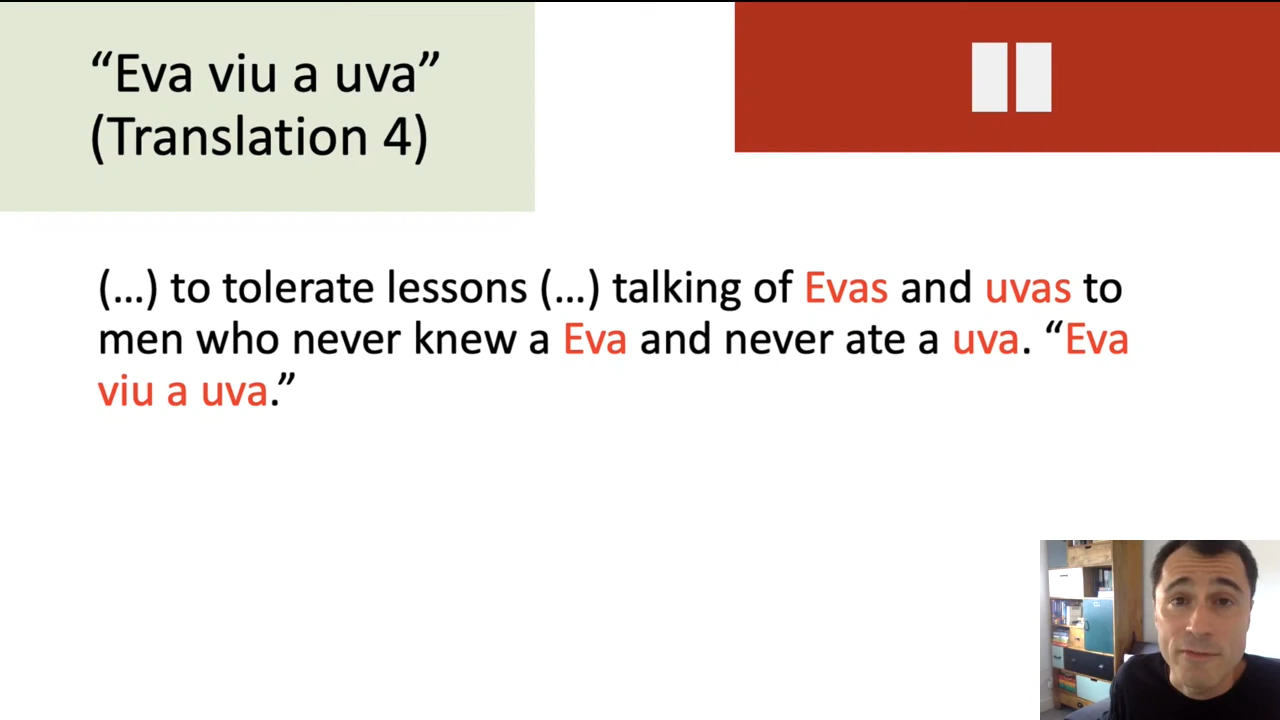 “Eva viu a uva”
(Translation 4)
(…) to tolerate lessons (…) talking of Evas and uvas to
men who never knew a Eva and never ate a uva. “Eva
viu a uva.”